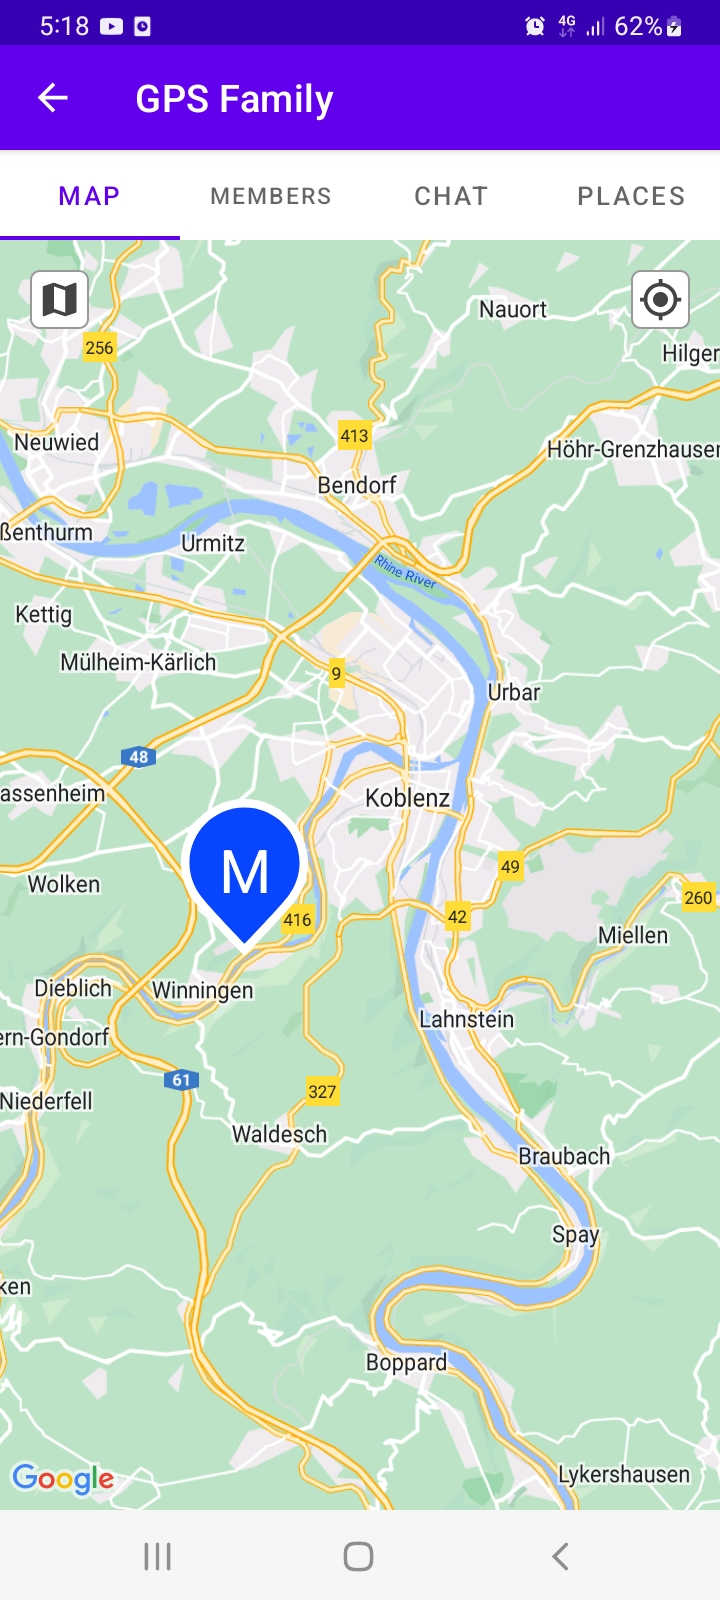 5:18 4G 62%
GPS Family
MAP MEMBERS CHAT PLACES
Nauort
256
Hilger
413
Neuwied
Höhr-Grenzhauser
Bendorf
ßenthurm
Urmitz
Rhine River
Kettig
Mülheim-Kärlich
9
Urbar
48
assenheim
Koblenz
M
49
Wolken
260
416
42
Miellen
Dieblich
Winningen
Lahnstein
ern-Gondorf
61
327
Niederfell
Waldesch
Braubach
Spay
ken
Boppard
Google
Lykershausen